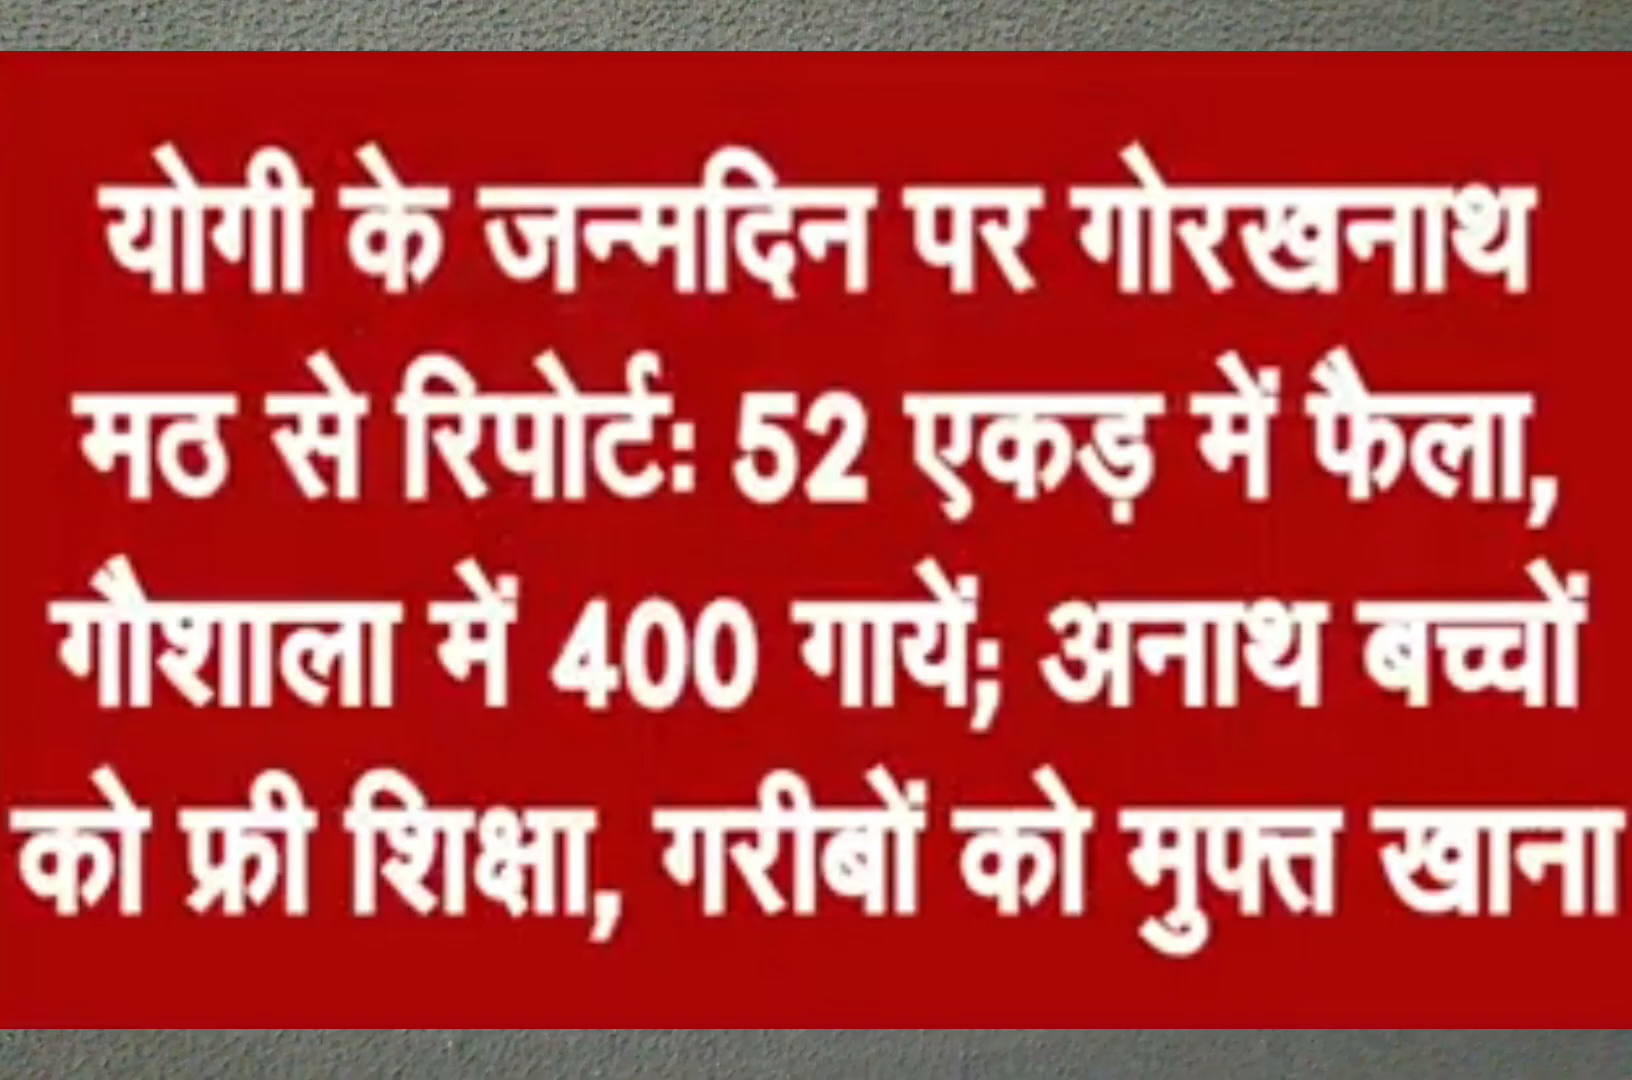 योगी के जन्मदिन पर गोरखनाथ
मठ से रिपोर्ट: 52 एकड़ में फैला,
गौशाला में 400 गायें; अनाथ बच्चों
को फ्री शिक्षा, गरीबों को मुफ्त खाना